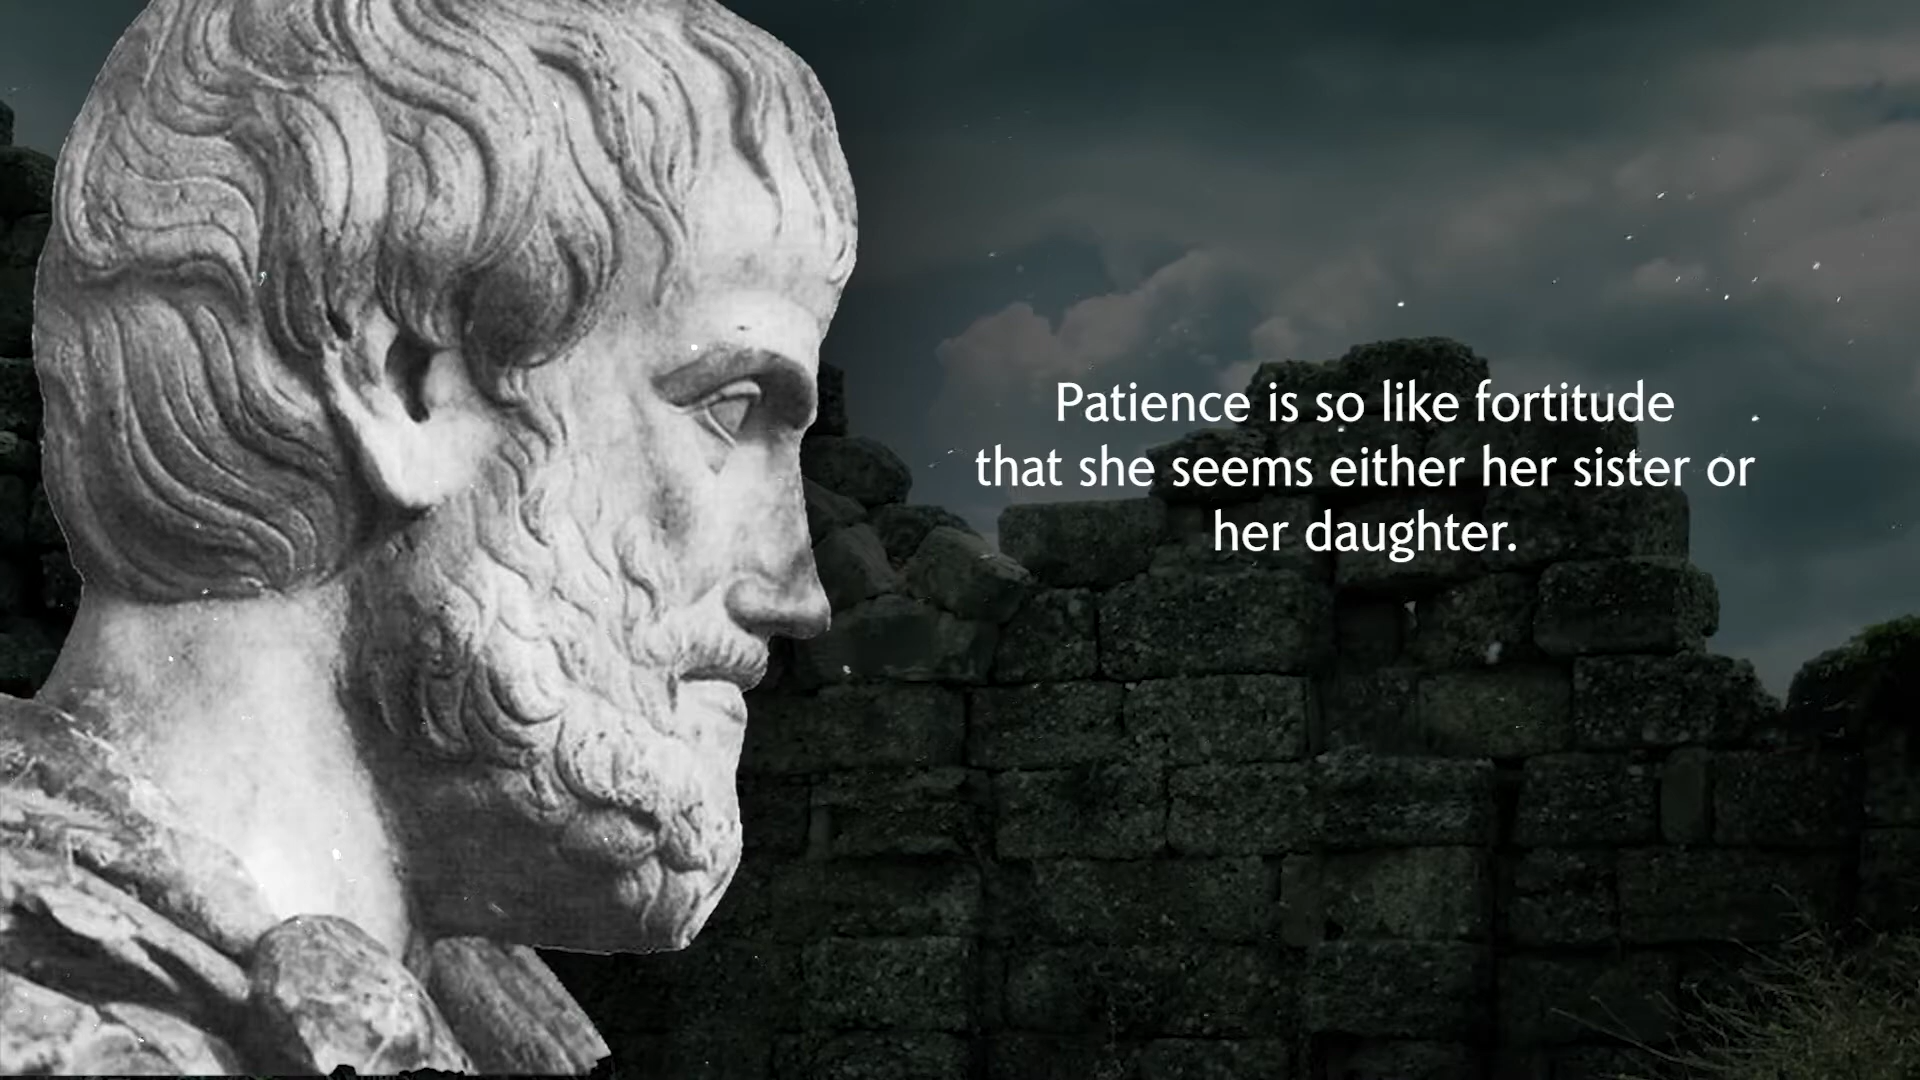 Patience is so like fortitude
that she seems either her sister or
her daughter.